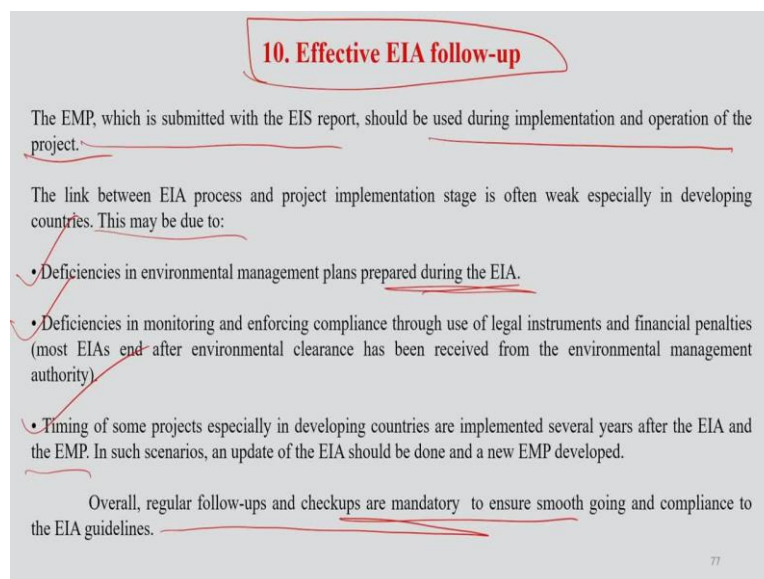 10. Effective EIA follow-up
The EMP, which is submitted with the EIS report, should be used during implementation and operation of the
project.
The link between EIA process and project implementation stage is often weak especially in developing
countries. This may be due to:
• Deficiencies in environmental management plans prepared during the EIA.
• Deficiencies in monitoring and enforcing compliance through use of legal instruments and financial penalties
(most EIAs end after environmental clearance has been received from the environmental management
authority).
• Timing of some projects especially in developing countries are implemented several years after the EIA and
the EMP. In such scenarios, an update of the EIA should be done and a new EMP developed.
Overall, regular follow-ups and checkups are mandatory to ensure smooth going and compliance to
the EIA guidelines.
77